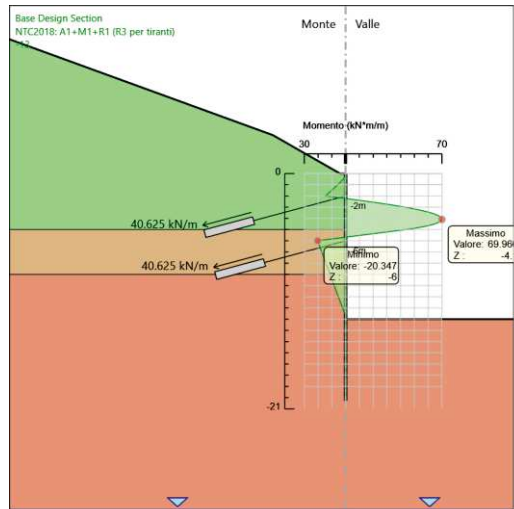 Base Design Section
NTC2018: A1+M1+R1 (R3 per tiranti)
Monte
Valle
Momento (kN*m/m)
30
70
0
-2m
40.625 kN/m
Massimo
Valore: 69.96
Z : -4.
Minimo
Valore: -20.347
Z : -6
40.625 kN/m
-21